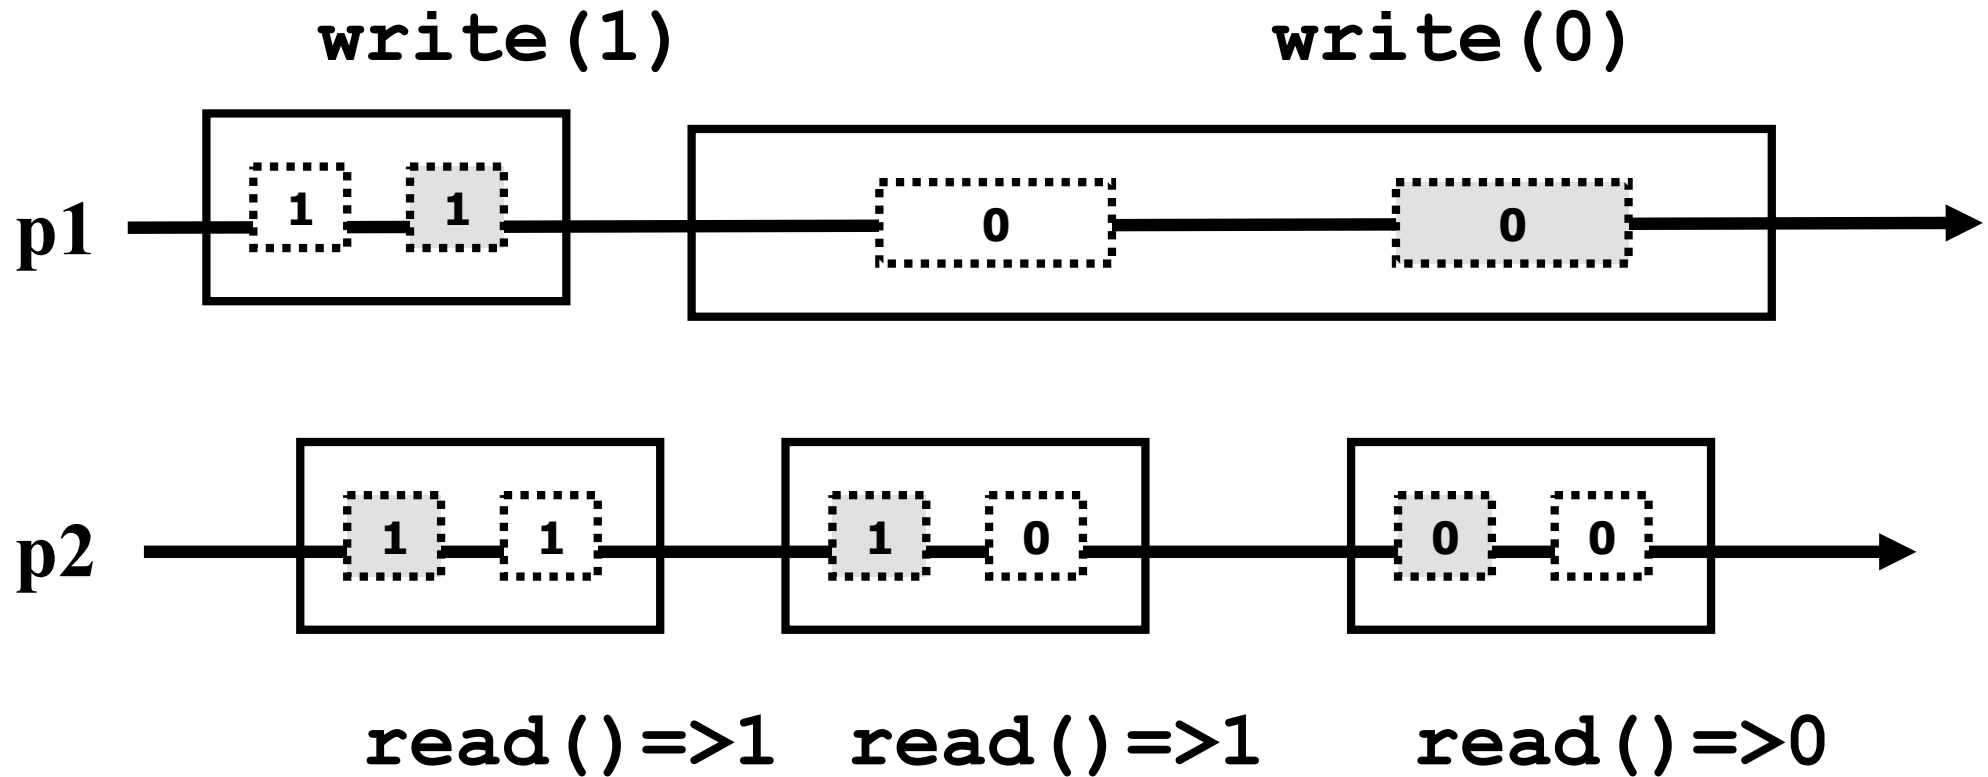 write(1) write(0)
p1 1 1 0 0
p2 1 1 1 0 0 0
read()=>1 read()=>1 read()=>0